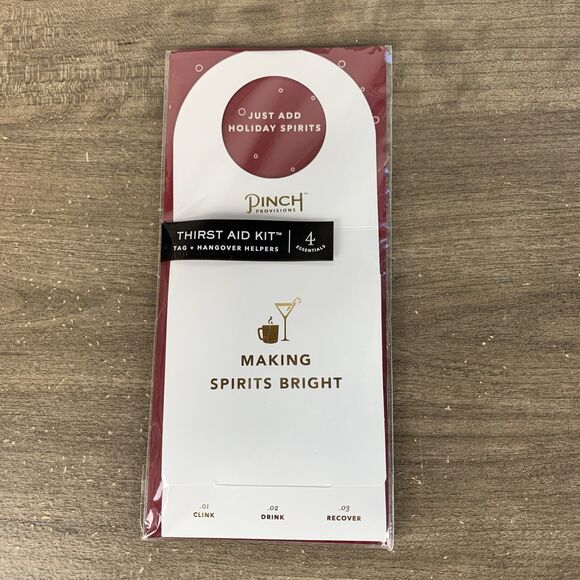 JUST ADD
HOLIDAY SPIRITS
PINCH™
PROVISIONS
THIRST AID KIT™
TAG + HANGOVER HELPERS
4
ESSENTIALS
MAKING
SPIRITS BRIGHT
.01
CLINK
.02
DRINK
.03
RECOVER